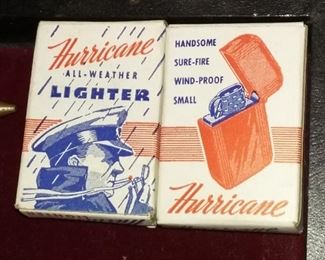 Hurricane
ALL-WEATHER
LIGHTER
HANDSOME
SURE-FIRE
WIND-PROOF
SMALL
Hurricane